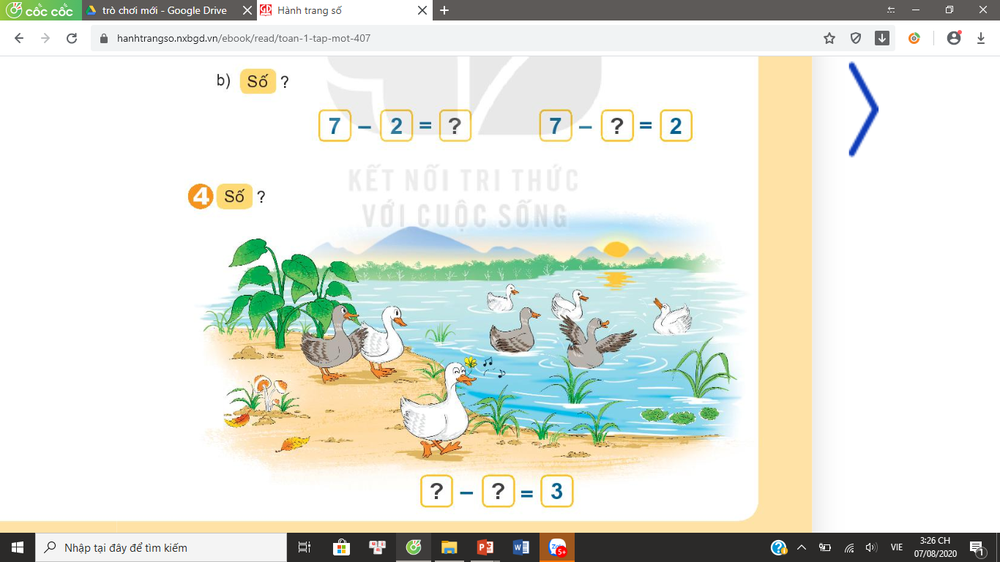 cốc cốc
trò chơi mới - Google Drive
Hành trang số
hanhtrangso.nxbgd.vn/ebook/read/toan-1-tap-mot-407
b) Số ?
7 – 2 = ? 7 – ? = 2
KẾT NỐI TRI THỨC
VỚI CUỘC SỐNG
4 Số ?
? – ? = 3
Nhập tại đây để tìm kiếm
VIE
3:26 CH
07/08/2020
5+
1